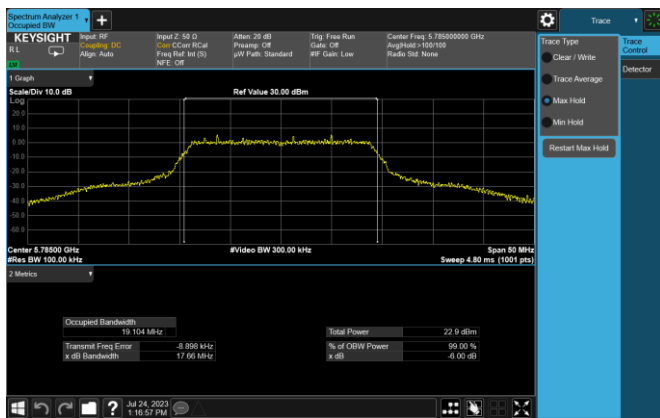 Spectrum Analyzer 1
Occupied BW
Trace
KEYSIGHT
Input: RF
Input Z: 50 Ω
Atten: 20 dB
Trig: Free Run
Center Freq: 5.785000000 GHz
R L
Coupling: DC
Corr CCorr RCal
Preamp: Off
Gate: Off
Avg|Hold:>100/100
Align: Auto
Freq Ref: Int (S)
µW Path: Standard
#IF Gain: Low
Radio Std: None
NFE: Off
Trace Type
Clear / Write
Trace Average
Max Hold
Min Hold
Restart Max Hold
Trace Control
Detector
1 Graph
Scale/Div 10.0 dB
Ref Value 30.00 dBm
Log
20.0
10.0
0.00
-10.0
-20.0
-30.0
-40.0
-50.0
-60.0
Center 5.78500 GHz
#Video BW 300.00 kHz
Span 50 MHz
#Res BW 100.00 kHz
Sweep 4.80 ms (1001 pts)
2 Metrics
Occupied Bandwidth
19.104 MHz
Total Power
22.9 dBm
Transmit Freq Error
-8.898 kHz
% of OBW Power
99.00 %
x dB Bandwidth
17.66 MHz
x dB
-6.00 dB
?
Jul 24, 2023
1:16:57 PM